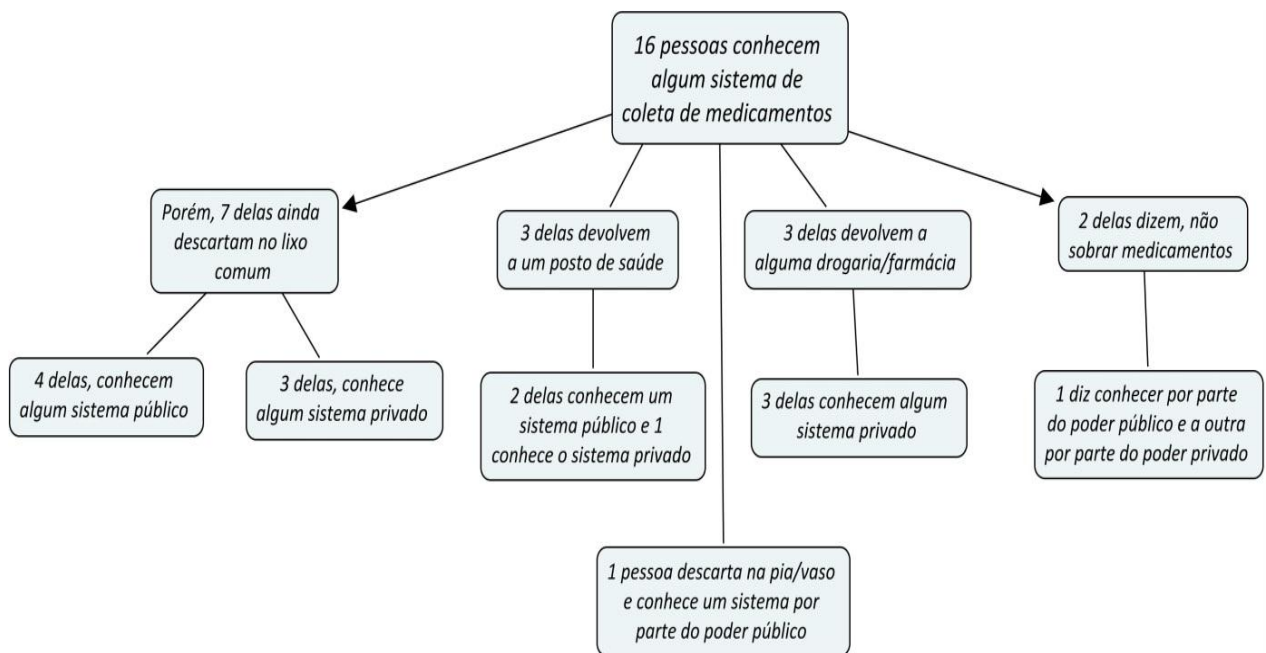 16 pessoas conhecem
algum sistema de
coleta de medicamentos
Porém, 7 delas ainda
descartam no lixo
comum
3 delas devolvem
a um posto de saúde
3 delas devolvem a
alguma drogaria/farmácia
2 delas dizem, não
sobrar medicamentos
4 delas, conhecem
algum sistema público
3 delas, conhece
algum sistema privado
2 delas conhecem um
sistema público e 1
conhece o sistema privado
3 delas conhecem algum
sistema privado
1 diz conhecer por parte
do poder público e a outra
por parte do poder privado
1 pessoa descarta na pia/vaso
e conhece um sistema por
parte do poder público